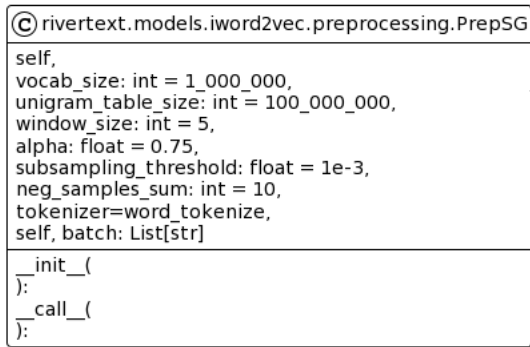 C rivertext.models.iword2vec.preprocessing.PrepSG
self,
vocab_size: int = 1_000_000,
unigram_table_size: int = 100_000_000,
window_size: int = 5,
alpha: float = 0.75,
subsampling_threshold: float = 1e-3,
neg_samples_sum: int = 10,
tokenizer=word_tokenize,
self, batch: List[str]
__init__(
):
__call__(
):